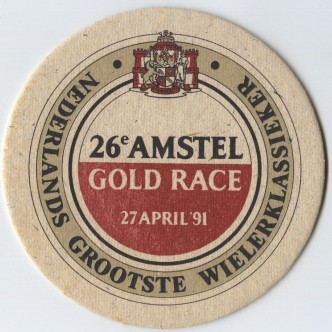 26e AMSTEL
GOLD RACE
27 APRIL '91
NEDERLANDS GROOTSTE WIELERKLASSIEKER